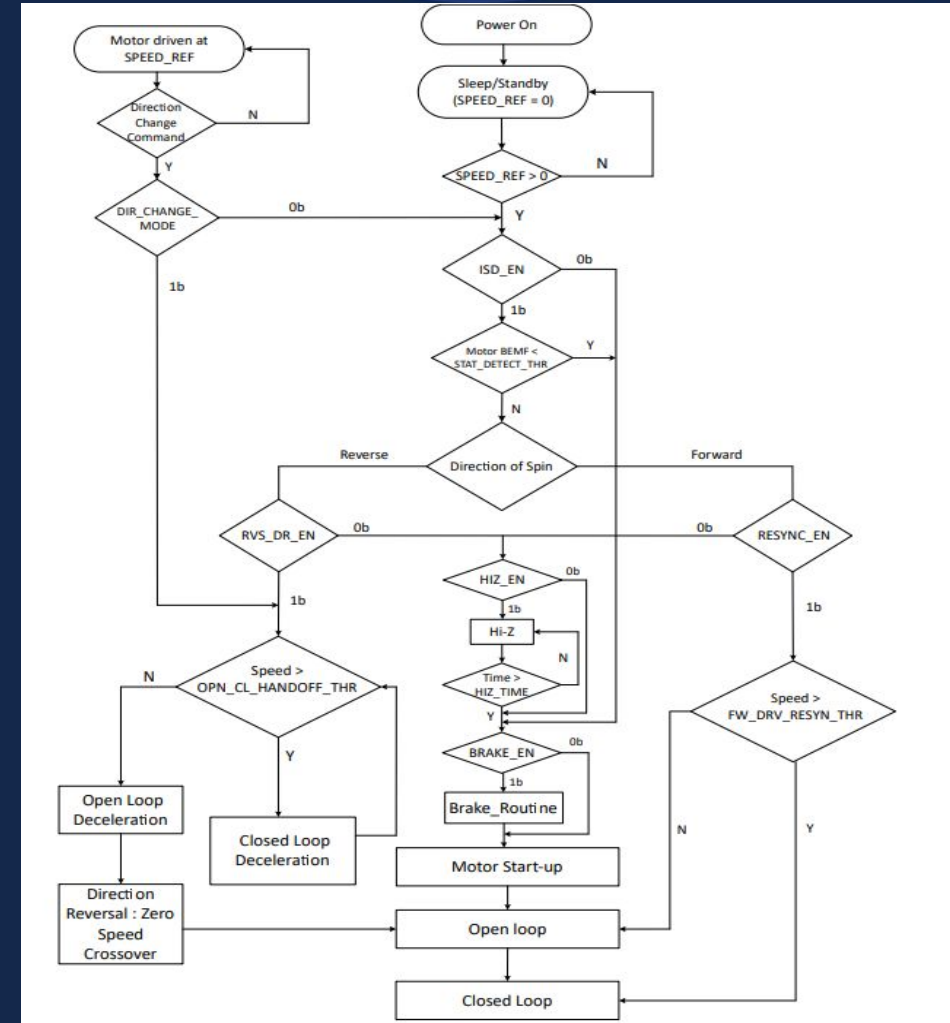 Motor driven at
SPEED_REF
Direction
Change
Command
N
Y
DIR_CHANGE_
MODE
0b
1b
Power On
Sleep/Standby
(SPEED_REF = 0)
SPEED_REF > 0
N
Y
ISD_EN
0b
1b
Motor BEMF <
STAT_DETECT_THR
Y
N
Direction of Spin
Reverse
Forward
RVS_DR_EN
0b
0b
RESYNC_EN
1b
1b
HIZ_EN
0b
1b
Hi-Z
N
Time >
HIZ_TIME
Y
BRAKE_EN
0b
1b
Brake_Routine
Speed >
OPN_CL_HANDOFF_THR
N
Y
Open Loop
Deceleration
Closed Loop
Deceleration
Direction
Reversal : Zero
Speed
Crossover
Speed >
FW_DRV_RESYN_THR
N
Y
Motor Start-up
Open loop
Closed Loop